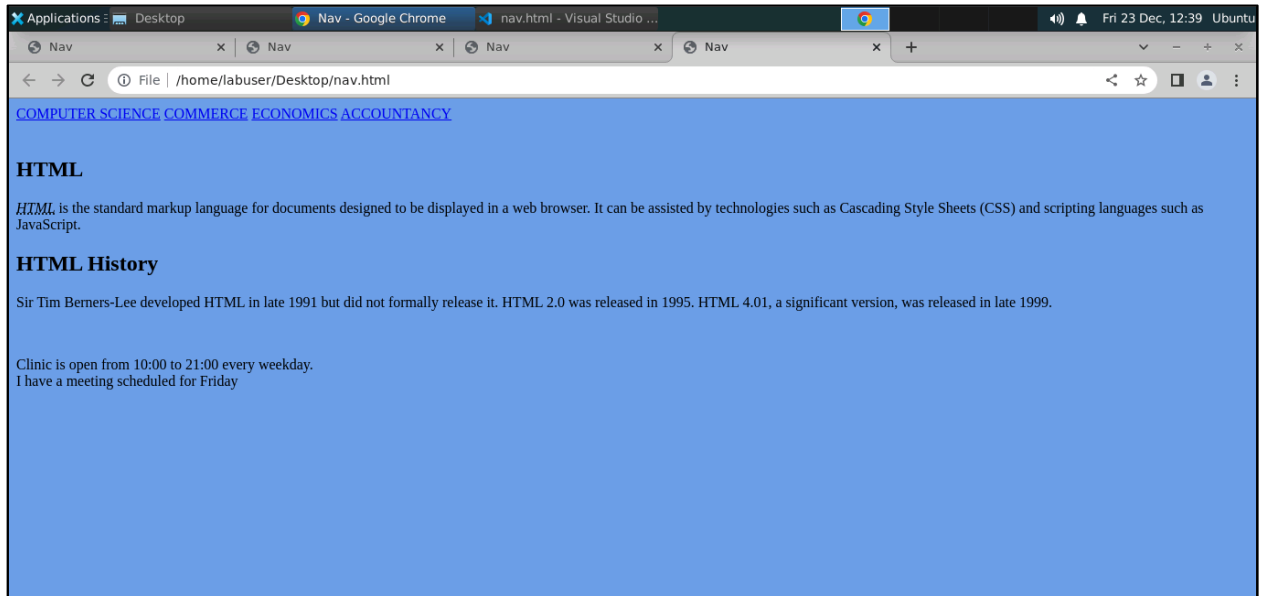 Applications Desktop Nav - Google Chrome nav.html - Visual Studio ... Fri 23 Dec, 12:39 Ubuntu
Nav Nav Nav Nav
File /home/labuser/Desktop/nav.html
COMPUTER SCIENCE COMMERCE ECONOMICS ACCOUNTANCY
HTML
HTML is the standard markup language for documents designed to be displayed in a web browser. It can be assisted by technologies such as Cascading Style Sheets (CSS) and scripting languages such as
JavaScript.
HTML History
Sir Tim Berners-Lee developed HTML in late 1991 but did not formally release it. HTML 2.0 was released in 1995. HTML 4.01, a significant version, was released in late 1999.
Clinic is open from 10:00 to 21:00 every weekday.
I have a meeting scheduled for Friday